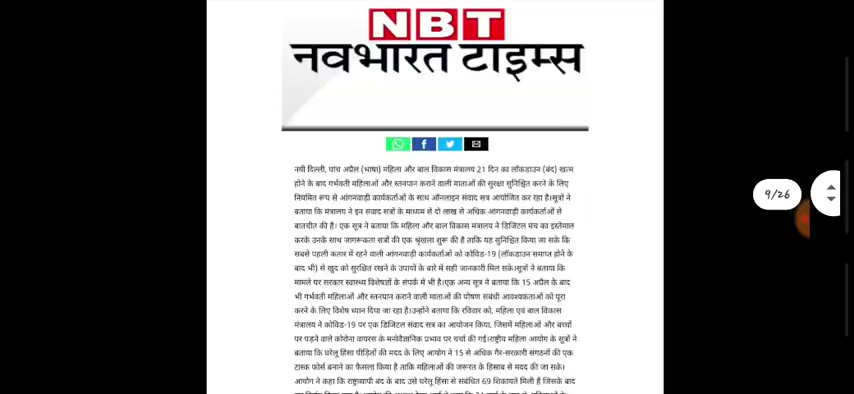 NBT
नवभारत टाइम्स
नयी दिल्ली, पांच अप्रैल (भाषा) महिला और बाल विकास मंत्रालय 21 दिन का लॉकडाउन (बंद) खत्म
होने के बाद गर्भवती महिलाओं और स्तनपान कराने वाली माताओं की सुरक्षा सुनिश्चित करने के लिए
नियमित रूप से आंगनवाड़ी कार्यकर्ताओं के साथ ऑनलाइन संवाद सत्र आयोजित कर रहा है।सूत्रों ने
बताया कि मंत्रालय ने इन संवाद सत्रों के माध्यम से दो लाख से अधिक आंगनवाड़ी कार्यकर्ताओं से
बातचीत की है। एक सूत्र ने बताया कि महिला और बाल विकास मंत्रालय ने डिजिटल मंच का इस्तेमाल
करके उनके साथ जागरूकता सत्रों की एक श्रृंखला शुरू की है ताकि यह सुनिश्चित किया जा सके कि
सबसे पहली कतार में रहने वाली आंगनवाड़ी कार्यकर्ताओं को कोविड-19 (लॉकडाउन समाप्त होने के
बाद भी) से खुद को सुरक्षित रखने के उपायों के बारे में सही जानकारी मिल सके।सूत्रों ने बताया कि
मामले पर सरकार स्वास्थ्य विशेषज्ञों के संपर्क में भी है।एक अन्य सूत्र ने बताया कि 15 अप्रैल के बाद
भी गर्भवती महिलाओं और स्तनपान कराने वाली माताओं की पोषण संबंधी आवश्यकताओं को पूरा
करने के लिए विशेष ध्यान दिया जा रहा है।उन्होंने बताया कि रविवार को, महिला एवं बाल विकास
मंत्रालय ने कोविड-19 पर एक डिजिटल संवाद सत्र का आयोजन किया, जिसमें महिलाओं और बच्चों
पर पड़ने वाले कोरोना वायरस के मनोवैज्ञानिक प्रभाव पर चर्चा की गई।राष्ट्रीय महिला आयोग के सूत्रों ने
बताया कि घरेलू हिंसा पीड़ितों की मदद के लिए आयोग ने 15 से अधिक गैर-सरकारी संगठनों की एक
टास्क फोर्स बनाने का फैसला किया है ताकि महिलाओं की जरूरत के हिसाब से मदद की जा सके।
आयोग ने कहा कि राष्ट्रव्यापी बंद के बाद उसे घरेलू हिंसा से संबंधित 69 शिकायतें मिली हैं जिसके बाद
9/26